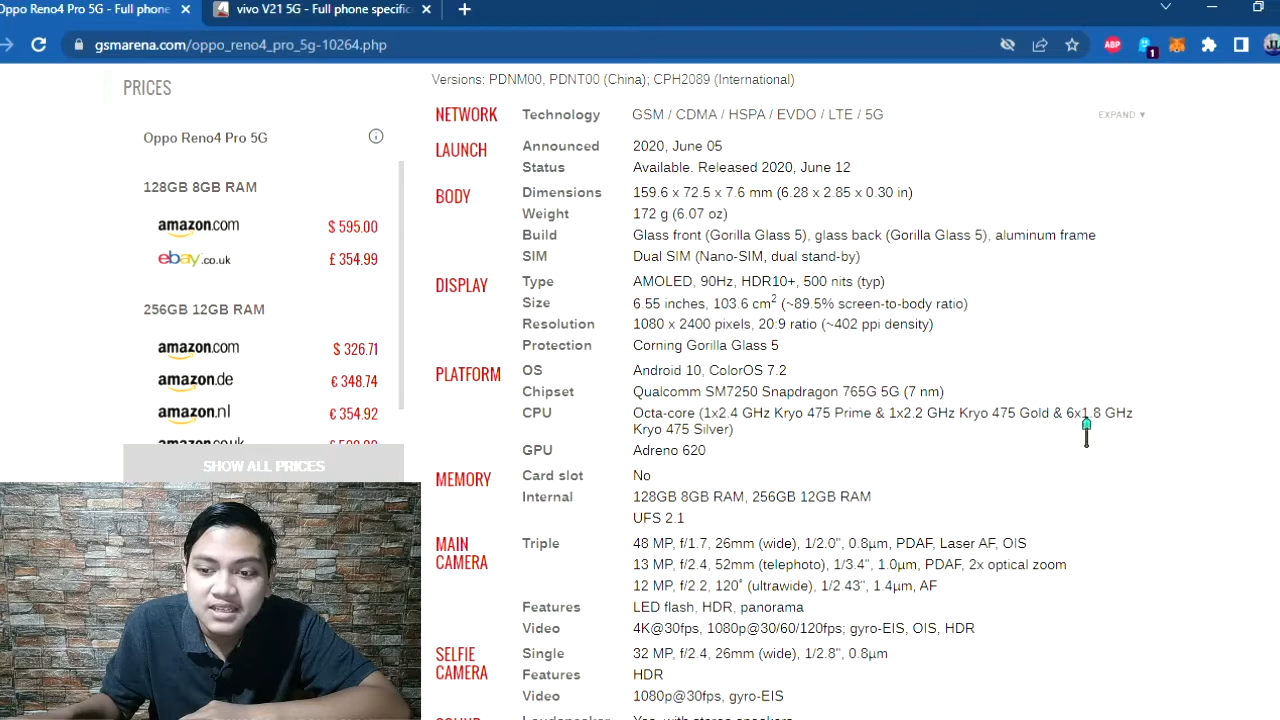 Oppo Reno4 Pro 5G - Full phone
vivo V21 5G - Full phone specific
gsmarena.com/oppo_reno4_pro_5g-10264.php
ABP
1
PRICES
Oppo Reno4 Pro 5G
128GB 8GB RAM
amazon.com $ 595.00
ebay.co.uk £ 354.99
256GB 12GB RAM
amazon.com $ 326.71
amazon.de € 348.74
amazon.nl € 354.92
SHOW ALL PRICES
Versions: PDNM00, PDNT00 (China); CPH2089 (International)
NETWORK Technology GSM / CDMA / HSPA / EVDO / LTE / 5G EXPAND ▼
LAUNCH Announced 2020, June 05
Status Available. Released 2020, June 12
BODY Dimensions 159.6 x 72.5 x 7.6 mm (6.28 x 2.85 x 0.30 in)
Weight 172 g (6.07 oz)
Build Glass front (Gorilla Glass 5), glass back (Gorilla Glass 5), aluminum frame
SIM Dual SIM (Nano-SIM, dual stand-by)
DISPLAY Type AMOLED, 90Hz, HDR10+, 500 nits (typ)
Size 6.55 inches, 103.6 cm2 (~89.5% screen-to-body ratio)
Resolution 1080 x 2400 pixels, 20:9 ratio (~402 ppi density)
Protection Corning Gorilla Glass 5
PLATFORM OS Android 10, ColorOS 7.2
Chipset Qualcomm SM7250 Snapdragon 765G 5G (7 nm)
CPU Octa-core (1x2.4 GHz Kryo 475 Prime & 1x2.2 GHz Kryo 475 Gold & 6x1.8 GHz
Kryo 475 Silver)
GPU Adreno 620
MEMORY Card slot No
Internal 128GB 8GB RAM, 256GB 12GB RAM
UFS 2.1
MAIN CAMERA Triple 48 MP, f/1.7, 26mm (wide), 1/2.0", 0.8µm, PDAF, Laser AF, OIS
13 MP, f/2.4, 52mm (telephoto), 1/3.4", 1.0µm, PDAF, 2x optical zoom
12 MP, f/2.2, 120˚ (ultrawide), 1/2.43", 1.4µm, AF
Features LED flash, HDR, panorama
Video 4K@30fps, 1080p@30/60/120fps; gyro-EIS, OIS, HDR
SELFIE CAMERA Single 32 MP, f/2.4, 26mm (wide), 1/2.8", 0.8µm
Features HDR
Video 1080p@30fps, gyro-EIS
Loudspeaker Yes, with stereo speakers